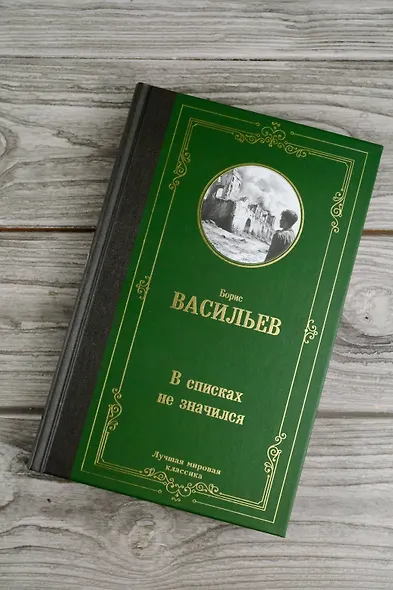 Борис
ВАСИЛЬЕВ
В списках
не значился
Лучшая мировая
классика